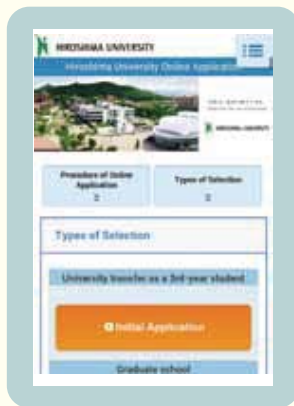 HIROSHIMA UNIVERSITY
Hiroshima University Online Application
HIROSHIMA UNIVERSITY
Procedure of Online
Application
Types of Selection
Types of Selection
University transfer as a 3rd-year student
Initial Application
Graduate school